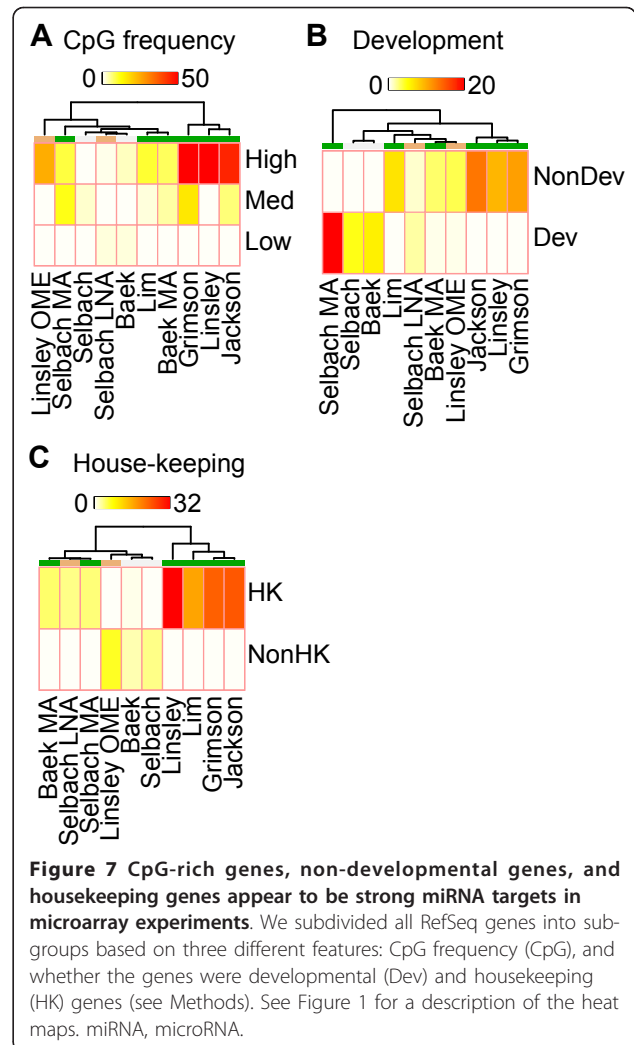 A CpG frequency
0 50
High
Med
Low
Linsley OME
Selbach MA
Selbach
Selbach LNA
Baek
Lim
Baek MA
Grimson
Linsley
Jackson
B Development
0 20
NonDev
Dev
Selbach MA
Selbach
Baek
Lim
Selbach LNA
Baek MA
Linsley OME
Jackson
Linsley
Grimson
C House-keeping
0 32
HK
NonHK
Baek MA
Selbach LNA
Selbach MA
Linsley OME
Baek
Selbach
Linsley
Lim
Grimson
Jackson
Figure 7 CpG-rich genes, non-developmental genes, and
housekeeping genes appear to be strong miRNA targets in
microarray experiments. We subdivided all RefSeq genes into sub-
groups based on three different features: CpG frequency (CpG), and
whether the genes were developmental (Dev) and housekeeping
(HK) genes (see Methods). See Figure 1 for a description of the heat
maps. miRNA, microRNA.